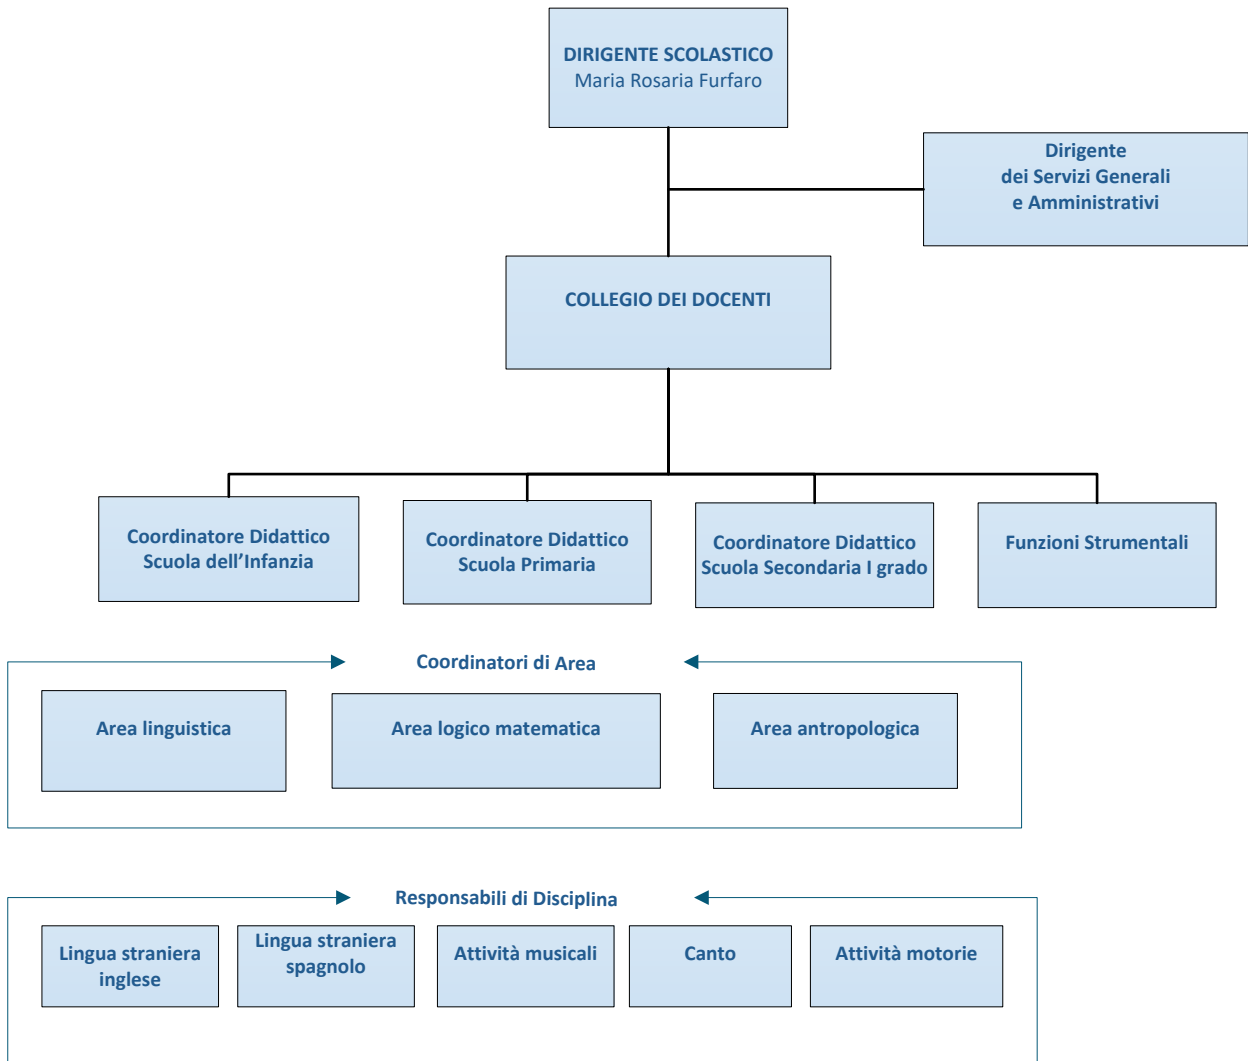 DIRIGENTE SCOLASTICO
Maria Rosaria Furfaro
Dirigente
dei Servizi Generali
e Amministrativi
COLLEGIO DEI DOCENTI
Coordinatore Didattico
Scuola dell’Infanzia
Coordinatore Didattico
Scuola Primaria
Coordinatore Didattico
Scuola Secondaria I grado
Funzioni Strumentali
Coordinatori di Area
Area linguistica
Area logico matematica
Area antropologica
Responsabili di Disciplina
Lingua straniera
inglese
Lingua straniera
spagnolo
Attività musicali
Canto
Attività motorie